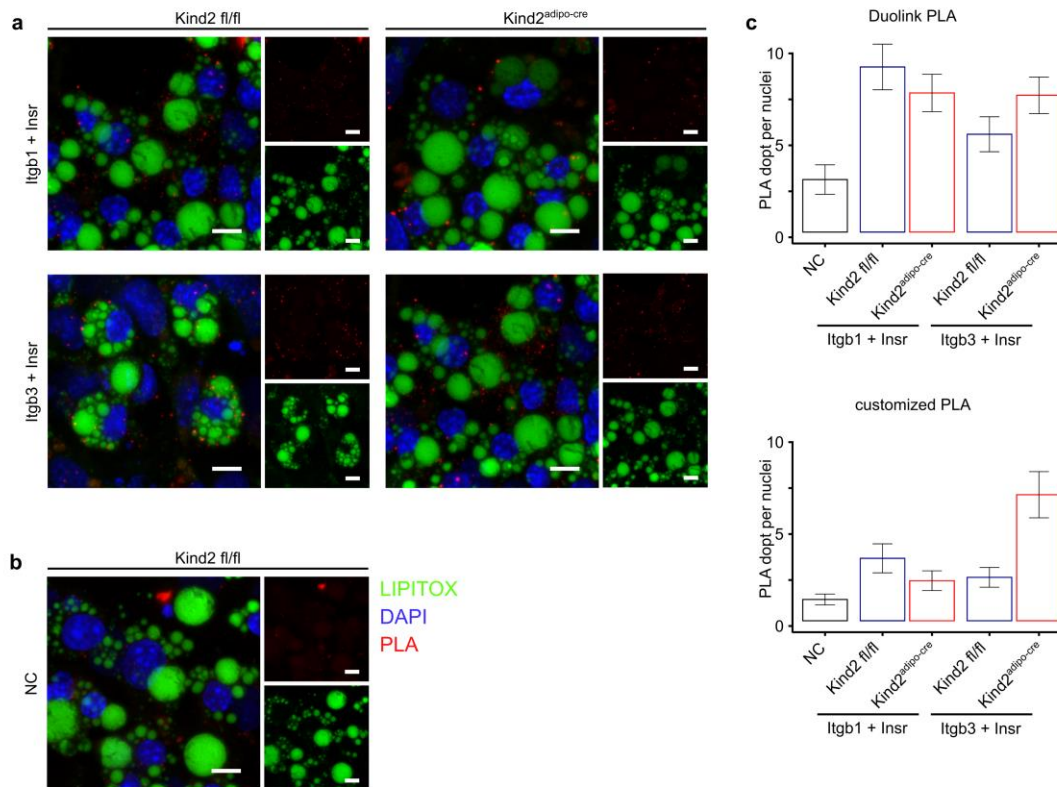 a
Kind2 fl/fl
Kind2adipo-cre
Itgb1 + Insr
Itgb3 + Insr
b
Kind2 fl/fl
NC
LIPITOX
DAPI
PLA
c
Duolink PLA
PLA dopt per nuclei
10
5
0
NC
Kind2 fl/fl
Kind2adipo-cre
Kind2 fl/fl
Kind2adipo-cre
Itgb1 + Insr
Itgb3 + Insr
customized PLA
PLA dopt per nuclei
10
5
0
NC
Kind2 fl/fl
Kind2adipo-cre
Kind2 fl/fl
Kind2adipo-cre
Itgb1 + Insr
Itgb3 + Insr